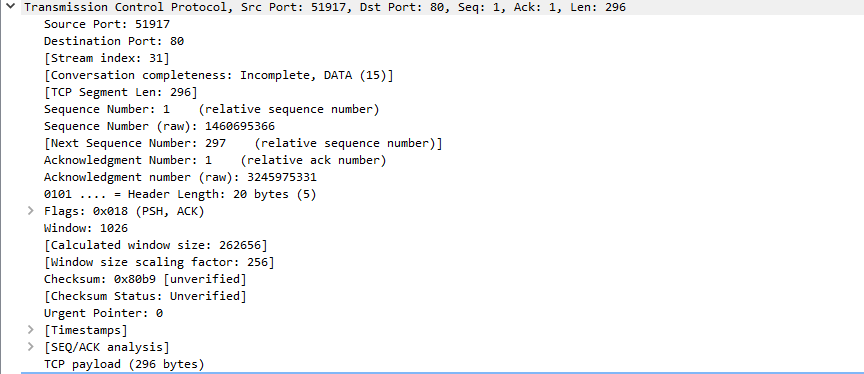 Transmission Control Protocol, Src Port: 51917, Dst Port: 80, Seq: 1, Ack: 1, Len: 296
Source Port: 51917
Destination Port: 80
[Stream index: 31]
[Conversation completeness: Incomplete, DATA (15)]
[TCP Segment Len: 296]
Sequence Number: 1    (relative sequence number)
Sequence Number (raw): 1460695366
[Next Sequence Number: 297    (relative sequence number)]
Acknowledgment Number: 1    (relative ack number)
Acknowledgment number (raw): 3245975331
0101 .... = Header Length: 20 bytes (5)
Flags: 0x018 (PSH, ACK)
Window: 1026
[Calculated window size: 262656]
[Window size scaling factor: 256]
Checksum: 0x80b9 [unverified]
[Checksum Status: Unverified]
Urgent Pointer: 0
[Timestamps]
[SEQ/ACK analysis]
TCP payload (296 bytes)